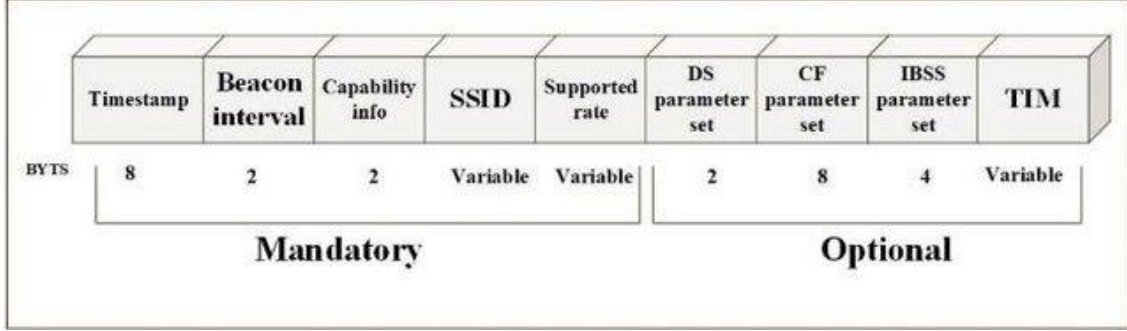 Timestamp
Beacon
interval
Capability
info
SSID
Supported
rate
DS
parameter
set
CF
parameter
set
IBSS
parameter
set
TIM
BYTS 8 2 2 Variable Variable 2 8 4 Variable
Mandatory Optional